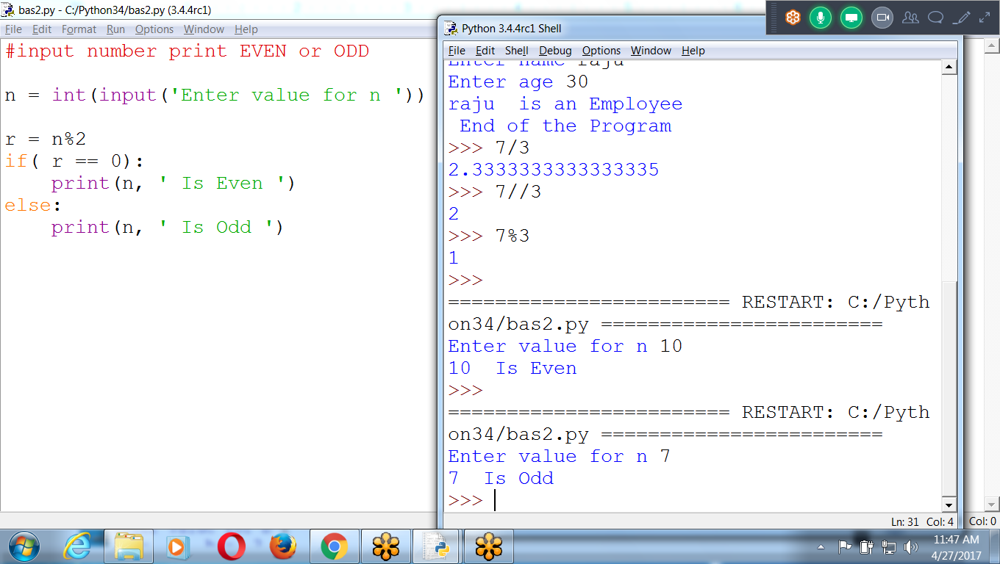 bas2.py - C:/Python34/bas2.py (3.4.4rc1)
File Edit Format Run Options Window Help
#input number print EVEN or ODD
n = int(input('Enter value for n '))
r = n%2
if( r == 0):
    print(n, ' Is Even ')
else:
    print(n, ' Is Odd ')
Python 3.4.4rc1 Shell
File Edit Shell Debug Options Window Help
Enter name raju
Enter age 30
raju  is an Employee
 End of the Program
>>> 7/3
2.3333333333333335
>>> 7//3
2
>>> 7%3
1
>>>
======================== RESTART: C:/Pyth
on34/bas2.py ========================
Enter value for n 10
10  Is Even
>>>
======================== RESTART: C:/Pyth
on34/bas2.py ========================
Enter value for n 7
7  Is Odd
>>>
Ln: 31 Col: 4
Col: 0
11:47 AM
4/27/2017